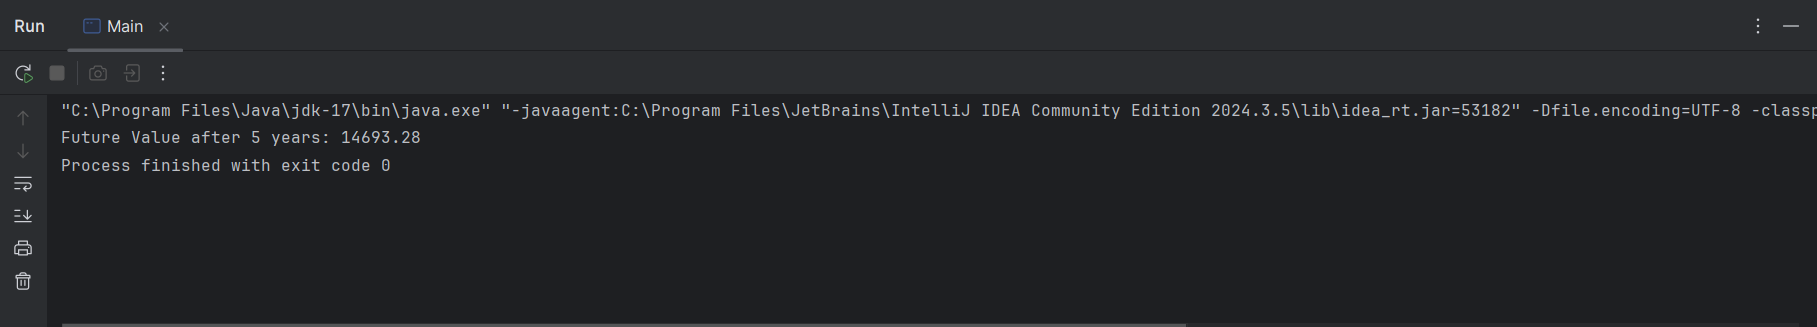 Run Main
"C:\Program Files\Java\jdk-17\bin\java.exe" "-javaagent:C:\Program Files\JetBrains\IntelliJ IDEA Community Edition 2024.3.5\lib\idea_rt.jar=53182" -Dfile.encoding=UTF-8 -classp
Future Value after 5 years: 14693.28
Process finished with exit code 0